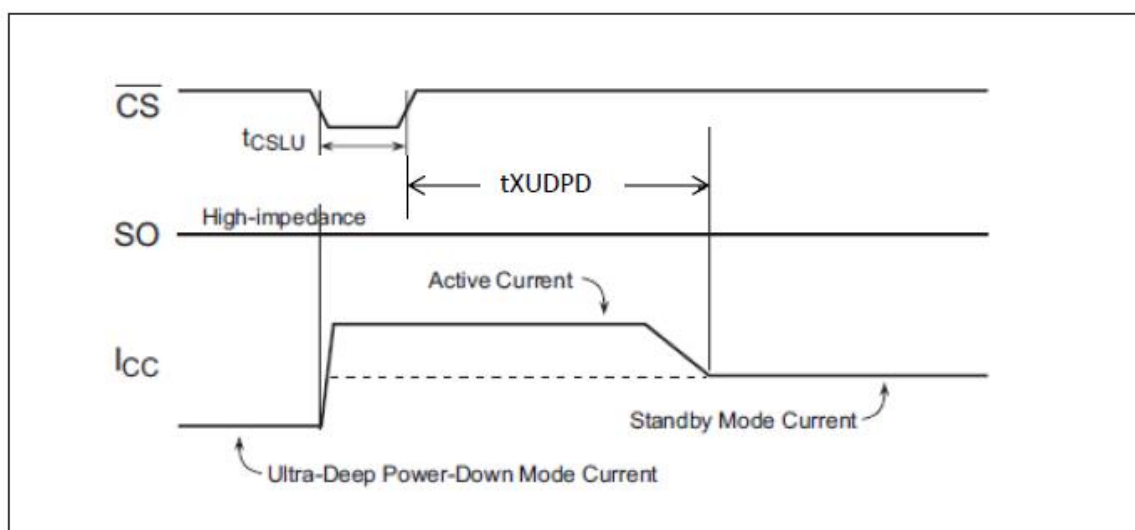 CS
tCSLU
tXUDPD
High-impedance
SO
Active Current
ICC
Standby Mode Current
Ultra-Deep Power-Down Mode Current